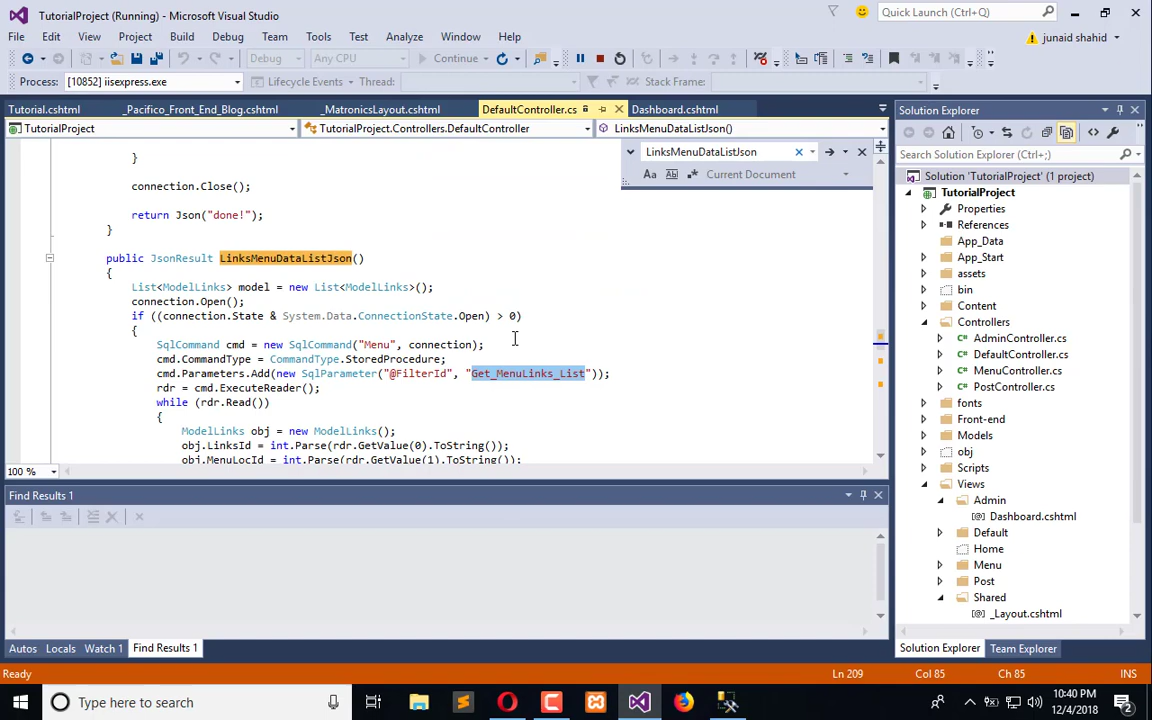 TutorialProject (Running) - Microsoft Visual Studio
Quick Launch (Ctrl+Q)
File Edit View Project Build Debug Team Tools Test Analyze Window Help
junaid shahid
Debug Any CPU Continue
Process: [10852] iisexpress.exe Lifecycle Events Thread: Stack Frame:
Tutorial.cshtml _Pacifico_Front_End_Blog.cshtml _MatronicsLayout.cshtml DefaultController.cs Dashboard.cshtml
TutorialProject TutorialProject.Controllers.DefaultController LinksMenuDataListJson()
LinksMenuDataListJson
Aa Current Document
}
connection.Close();
return Json("done!");
}
public JsonResult LinksMenuDataListJson()
{
List<ModelLinks> model = new List<ModelLinks>();
connection.Open();
if ((connection.State & System.Data.ConnectionState.Open) > 0)
{
SqlCommand cmd = new SqlCommand("Menu", connection);
cmd.CommandType = CommandType.StoredProcedure;
cmd.Parameters.Add(new SqlParameter("@FilterId", "Get_MenuLinks_List"));
rdr = cmd.ExecuteReader();
while (rdr.Read())
{
ModelLinks obj = new ModelLinks();
obj.LinksId = int.Parse(rdr.GetValue(0).ToString());
obj.MenuLocId = int.Parse(rdr.GetValue(1).ToString());
100 %
Find Results 1
Autos Locals Watch 1 Find Results 1
Solution Explorer
Search Solution Explorer (Ctrl+;)
Solution 'TutorialProject' (1 project)
TutorialProject
Properties
References
App_Data
App_Start
assets
bin
Content
Controllers
AdminController.cs
DefaultController.cs
MenuController.cs
PostController.cs
fonts
Front-end
Models
obj
Scripts
Views
Admin
Dashboard.cshtml
Default
Home
Menu
Post
Shared
_Layout.cshtml
Solution Explorer Team Explorer
Ready Ln 209 Col 85 Ch 85 INS
Type here to search
10:40 PM
12/4/2018
2